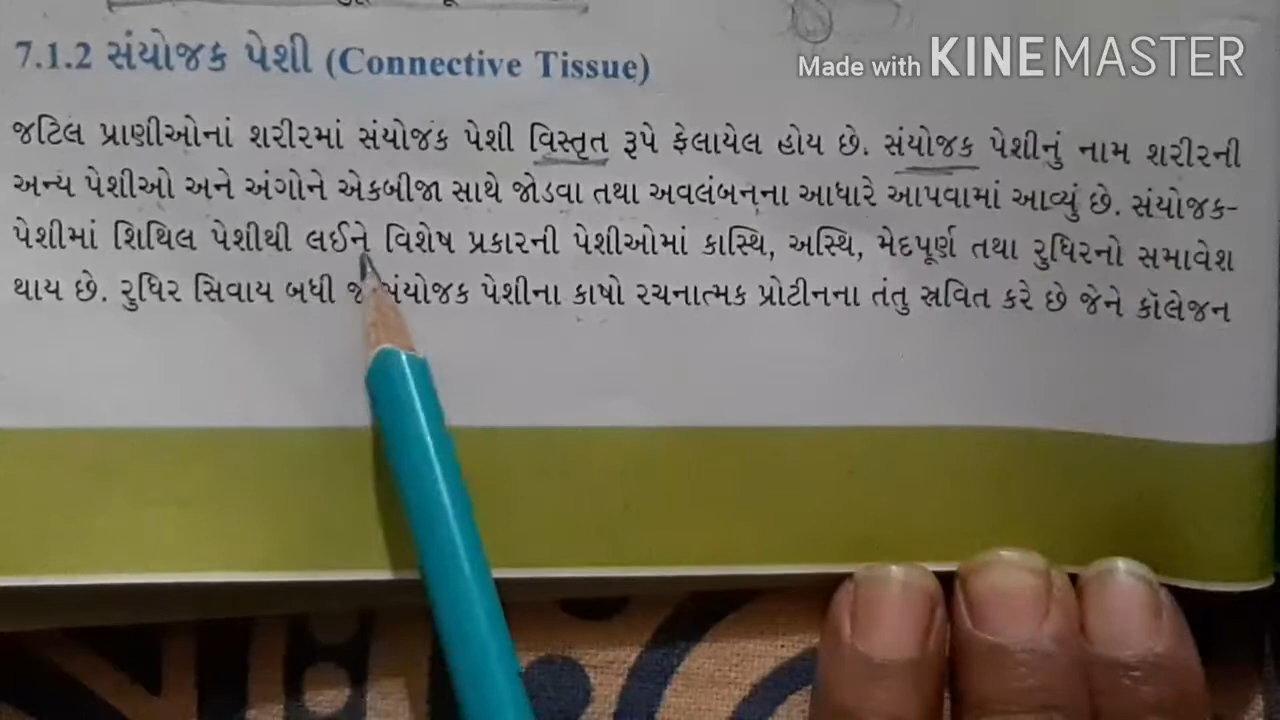 Made with KINEMASTER
7.1.2 સંયોજક પેશી (Connective Tissue)
જટિલ પ્રાણીઓનાં શરીરમાં સંયોજક પેશી વિસ્તૃત રૂપે ફેલાયેલ હોય છે. સંયોજક પેશીનું નામ શરીરની
અન્ય પેશીઓ અને અંગોને એકબીજા સાથે જોડવા તથા અવલંબનના આધારે આપવામાં આવ્યું છે. સંયોજક-
પેશીમાં શિથિલ પેશીથી લઈને વિશેષ પ્રકારની પેશીઓમાં કાસ્થિ, અસ્થિ, મેદપૂર્ણ તથા રુધિરનો સમાવેશ
થાય છે. રુધિર સિવાય બધી જ સંયોજક પેશીના કાષો રચનાત્મક પ્રોટીનના તંતુ સ્રવિત કરે છે જેને કૉલેજન